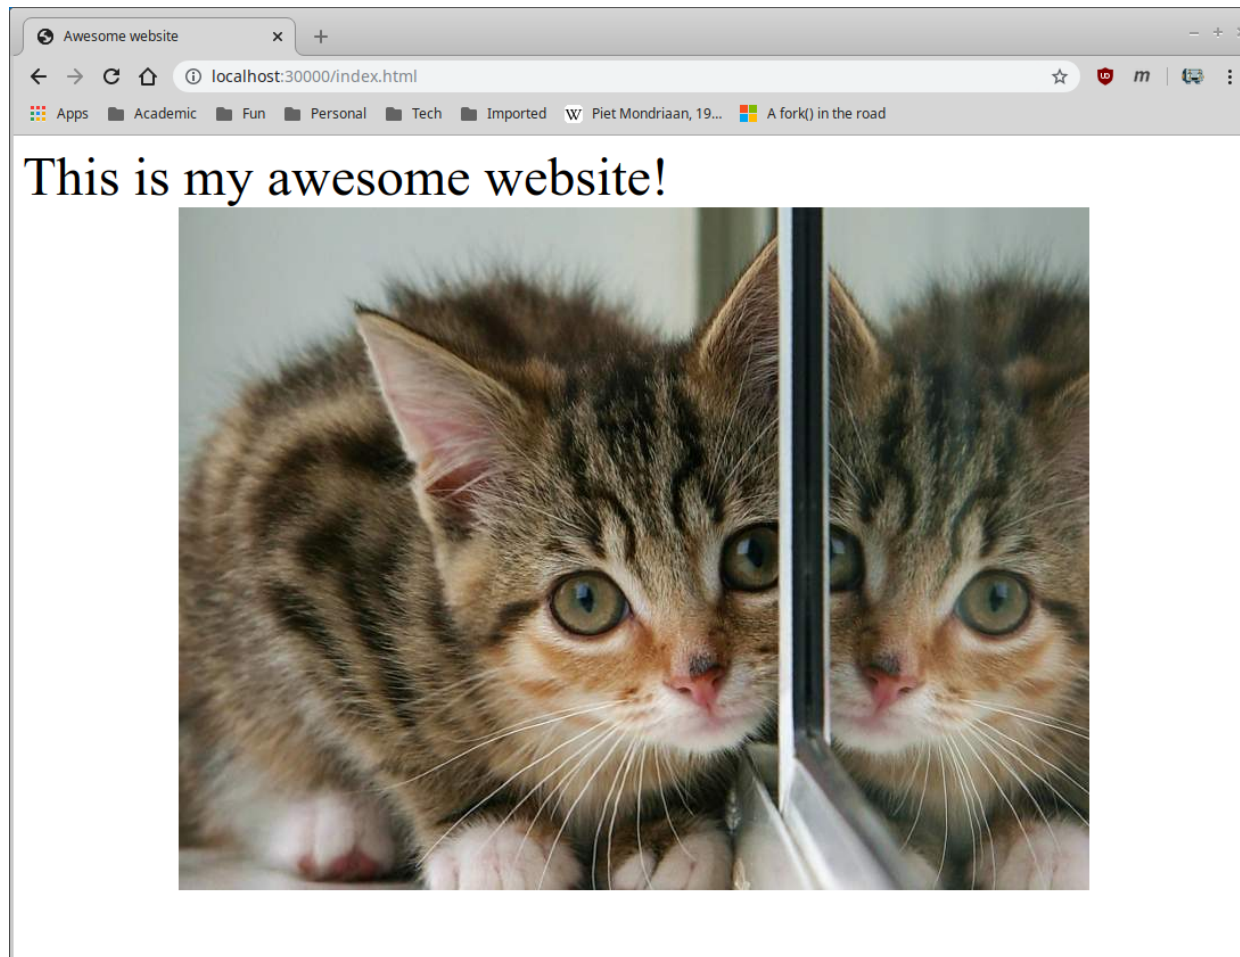 Awesome website
localhost:30000/index.html
Apps Academic Fun Personal Tech Imported W Piet Mondriaan, 19... A fork() in the road
This is my awesome website!